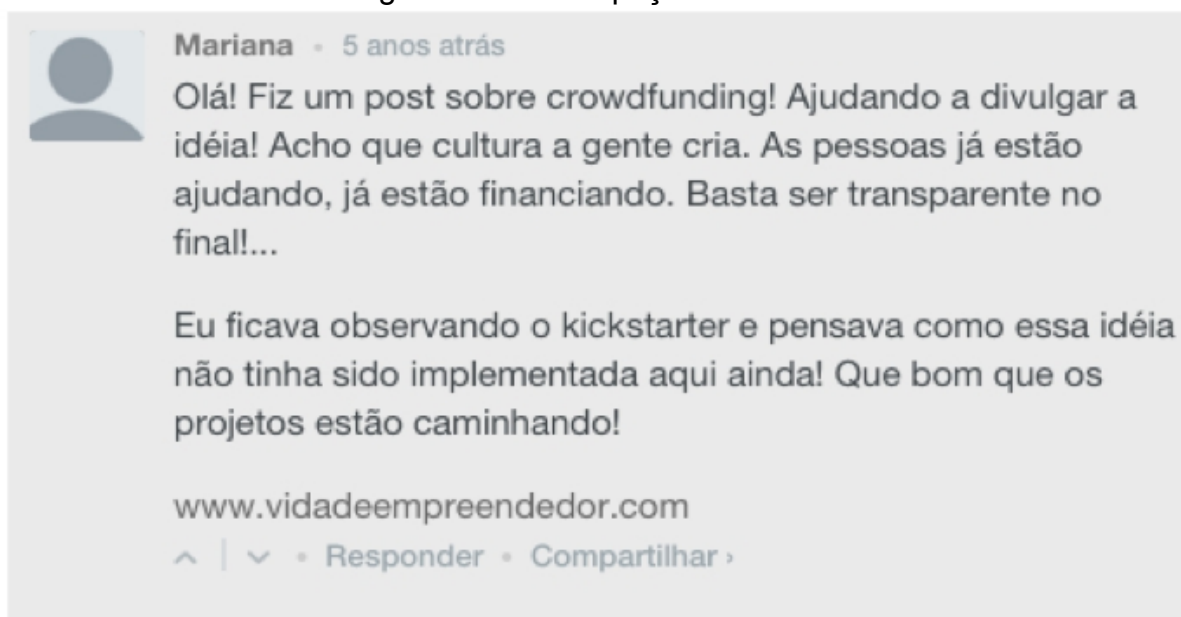 Mariana • 5 anos atrás
Olá! Fiz um post sobre crowdfunding! Ajudando a divulgar a
idéia! Acho que cultura a gente cria. As pessoas já estão
ajudando, já estão financiando. Basta ser transparente no
final!...
Eu ficava observando o kickstarter e pensava como essa idéia
não tinha sido implementada aqui ainda! Que bom que os
projetos estão caminhando!
www.vidadeempreendedor.com
• Responder • Compartilhar ›